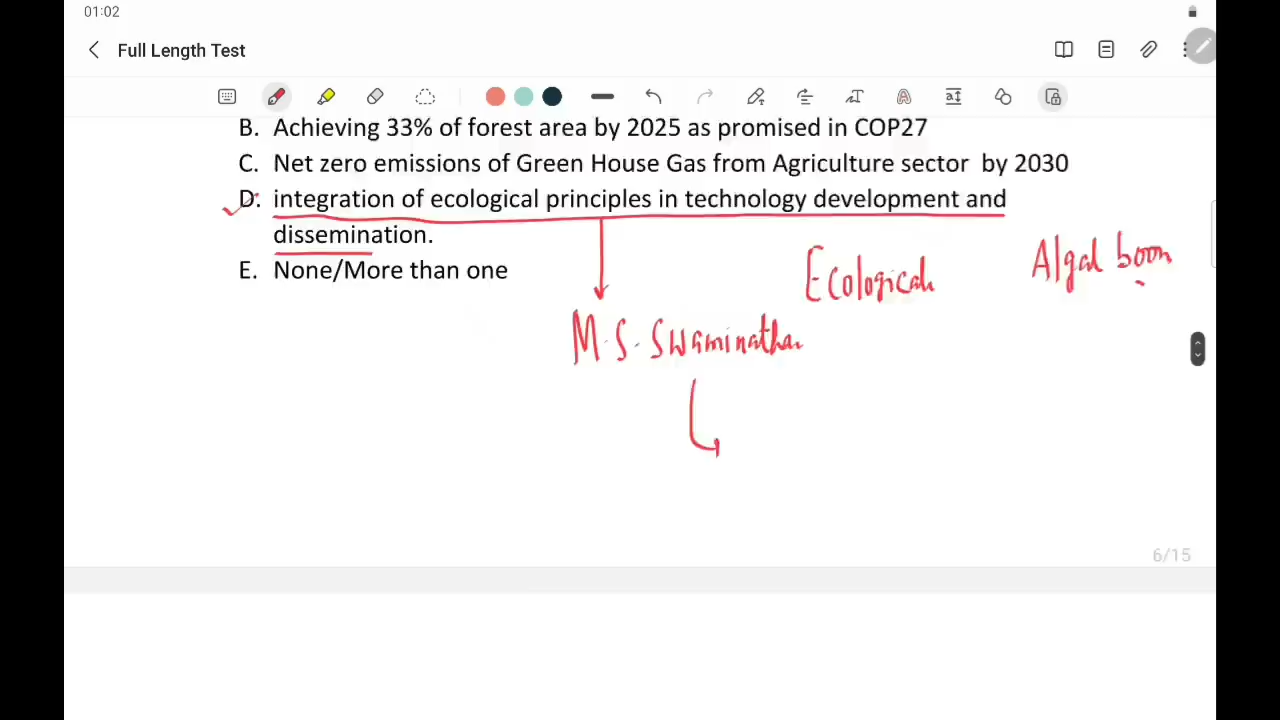 01:02
Full Length Test
B. Achieving 33% of forest area by 2025 as promised in COP27
C. Net zero emissions of Green House Gas from Agriculture sector by 2030
D. integration of ecological principles in technology development and
dissemination.
E. None/More than one
Ecological
Algal boom
M.S. Swaminathan
6/15